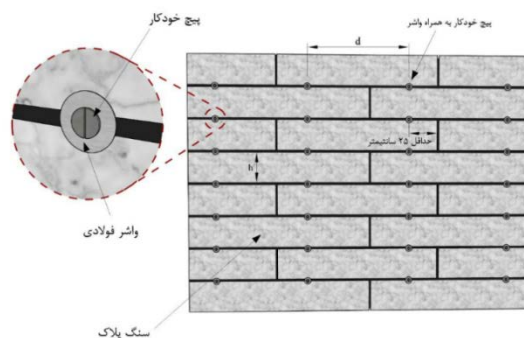 پیچ خودکار
پیچ خودکار به همراه واشر
d
حداقل ۲۵ سانتیمتر
h
واشر فولادی
سنگ پلاک